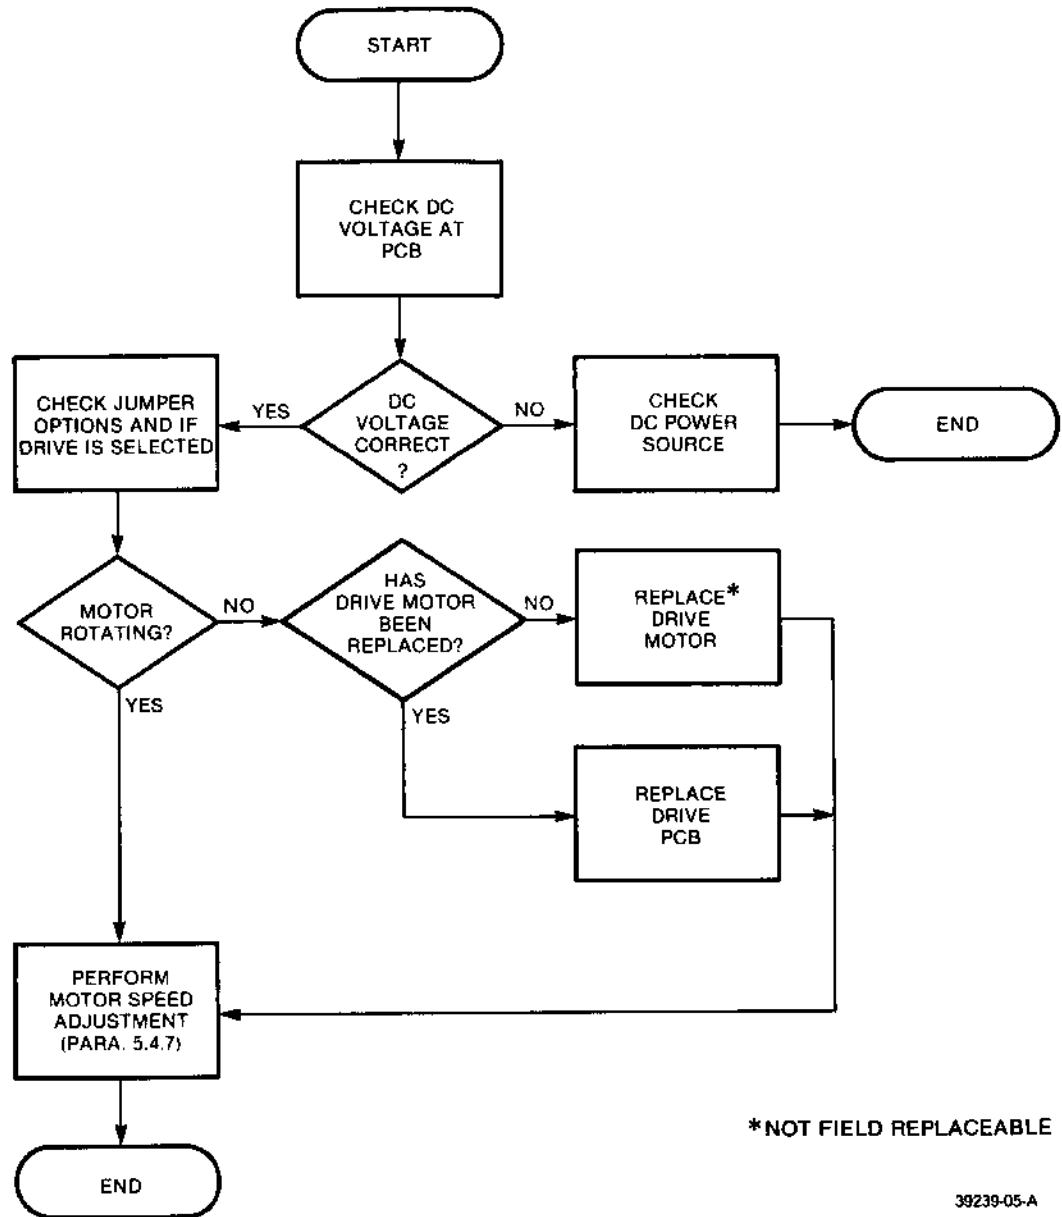 START
CHECK DC
VOLTAGE AT
PCB
CHECK JUMPER
OPTIONS AND IF
DRIVE IS SELECTED
YES
DC
VOLTAGE
CORRECT
?
NO
CHECK
DC POWER
SOURCE
END
MOTOR
ROTATING?
NO
HAS
DRIVE MOTOR
BEEN
REPLACED?
NO
REPLACE*
DRIVE
MOTOR
YES
YES
REPLACE
DRIVE
PCB
PERFORM
MOTOR SPEED
ADJUSTMENT
(PARA. 5.4.7)
*NOT FIELD REPLACEABLE
END
39239-05-A